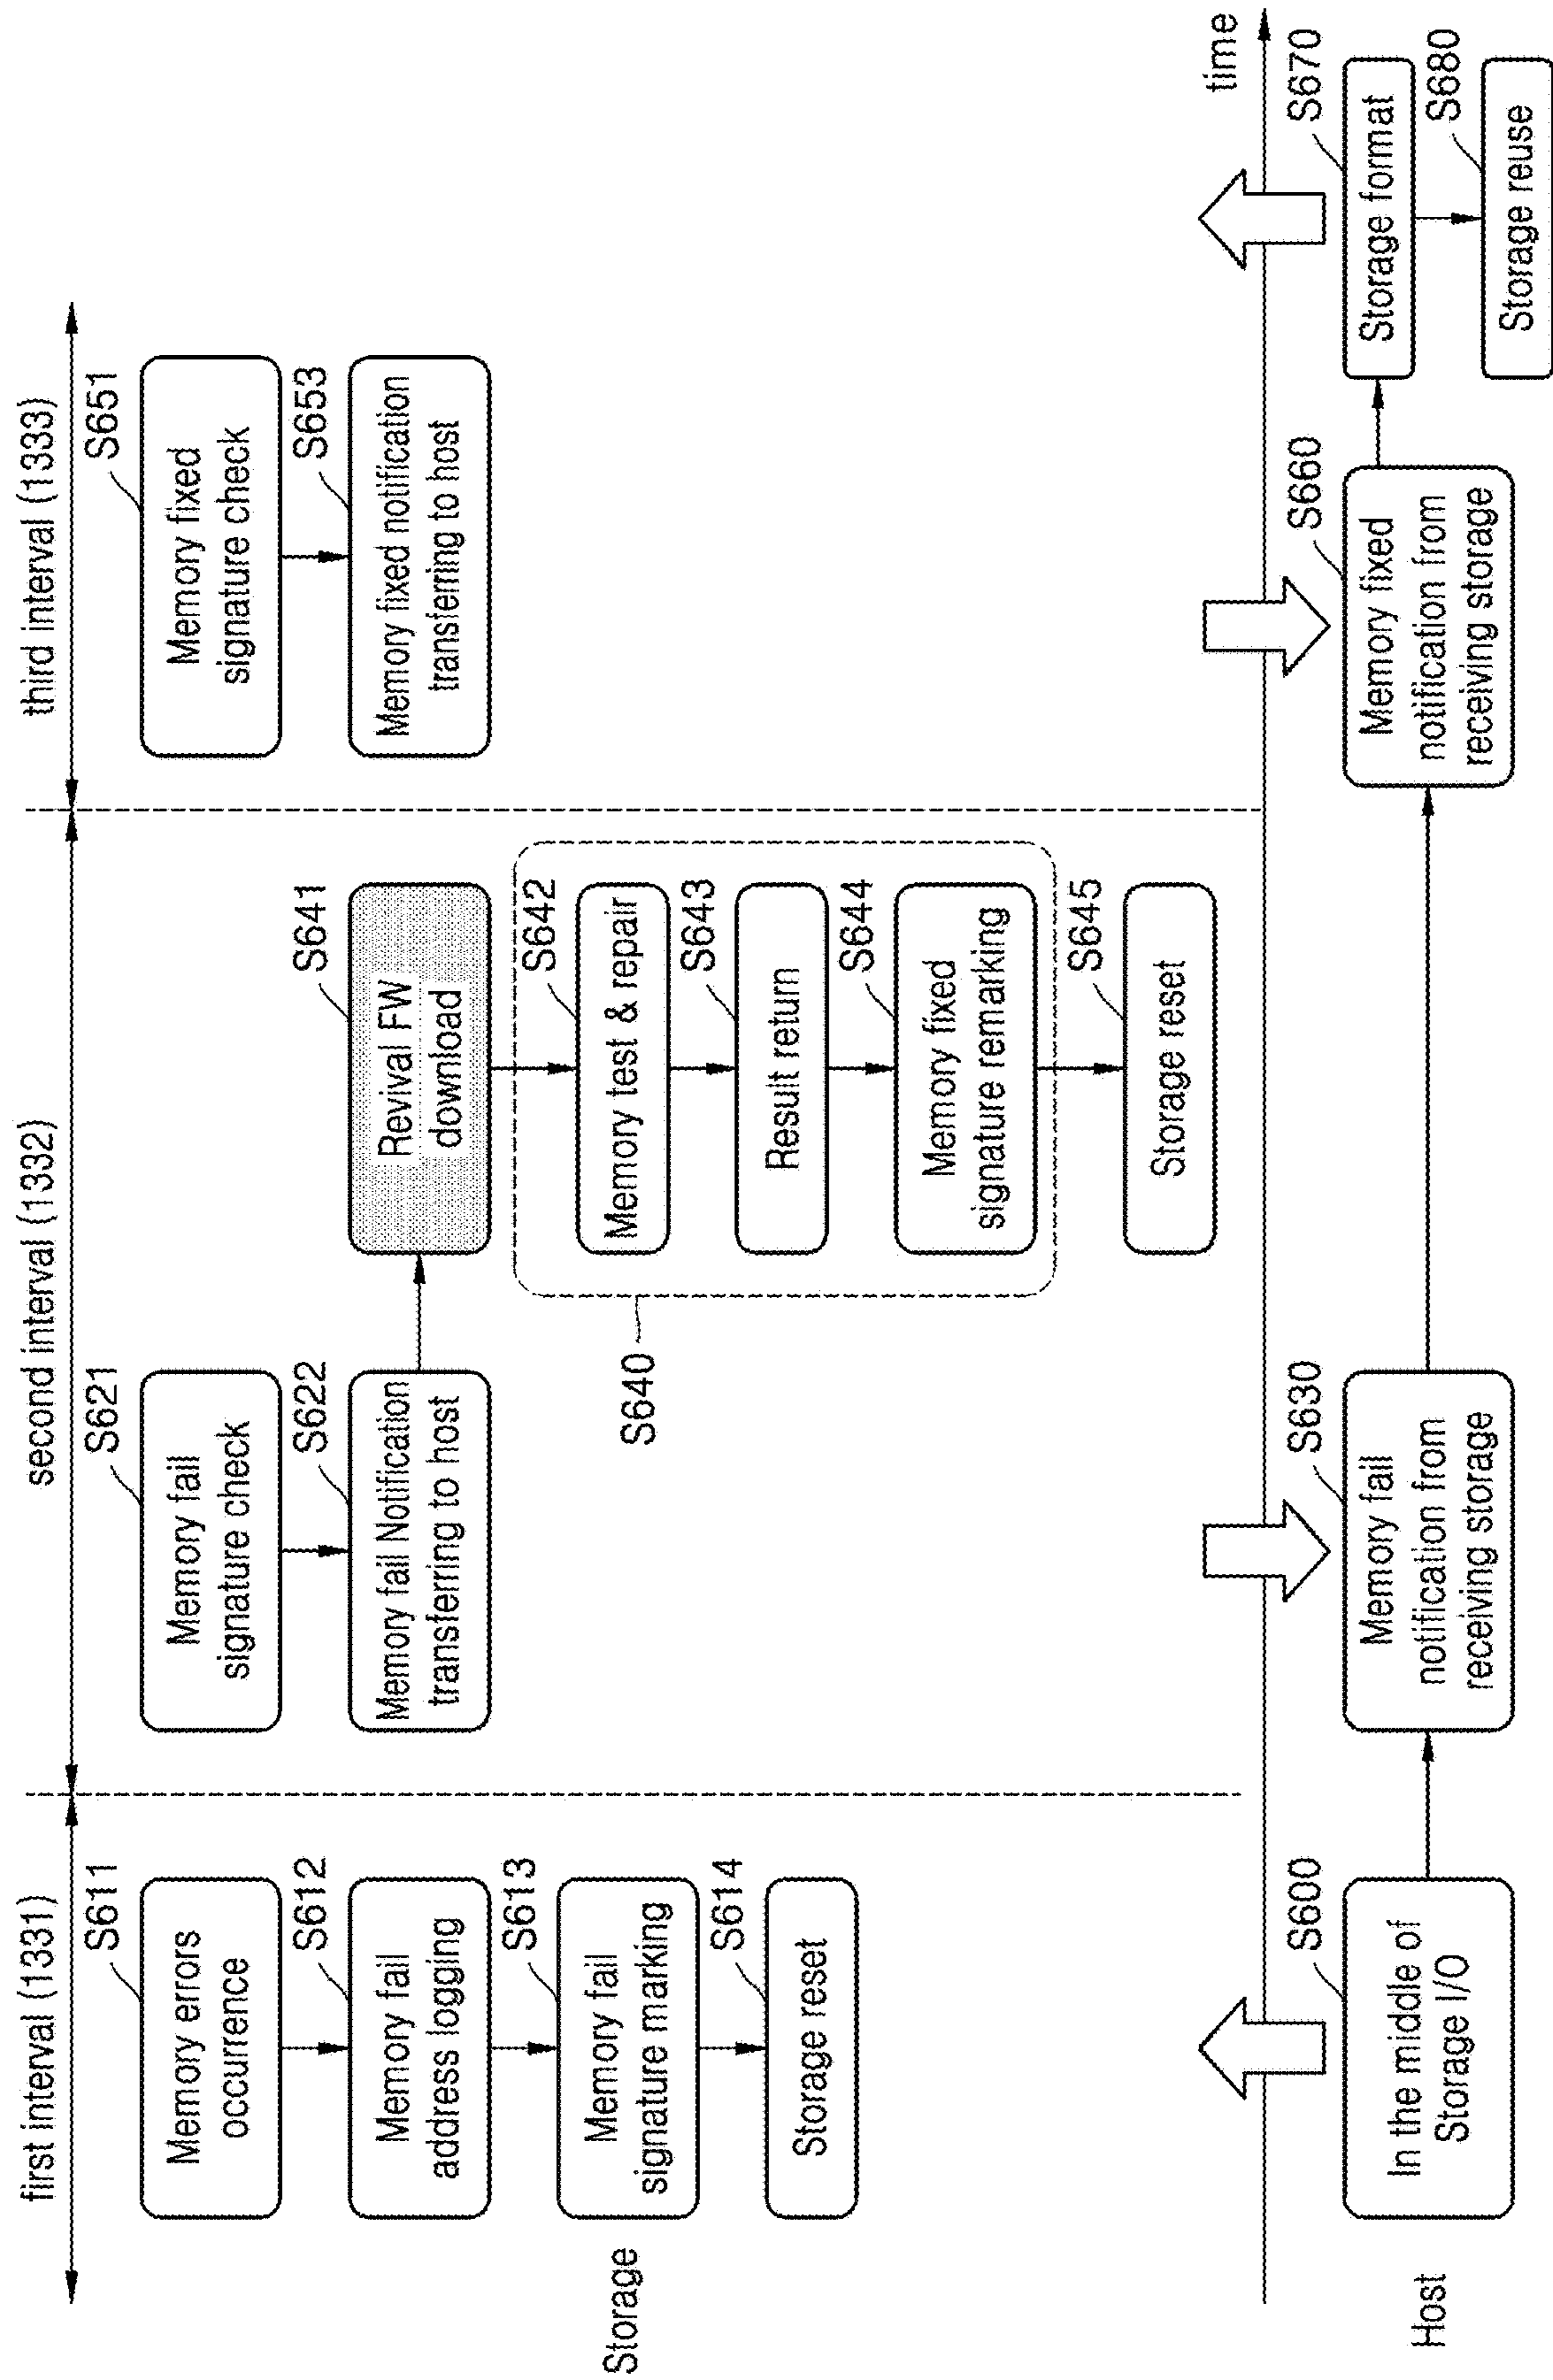 first interval (1331)
second interval (1332)
third interval (1333)
S611
Memory errors
occurrence
S612
Memory fail
address logging
S613
Memory fail
signature marking
S614
Storage reset
Storage
S621
Memory fail
signature check
S622
Memory fail Notification
transferring to host
S641
Revival FW
download
S640
S642
Memory test & repair
S643
Result return
S644
Memory fixed
signature remarking
S645
Storage reset
S651
Memory fixed
signature check
S653
Memory fixed notification
transferring to host
time
Host
S600
In the middle of
Storage I/O
S630
Memory fail
notification from
receiving storage
S660
Memory fixed
notification from
receiving storage
S670
Storage format
S680
Storage reuse